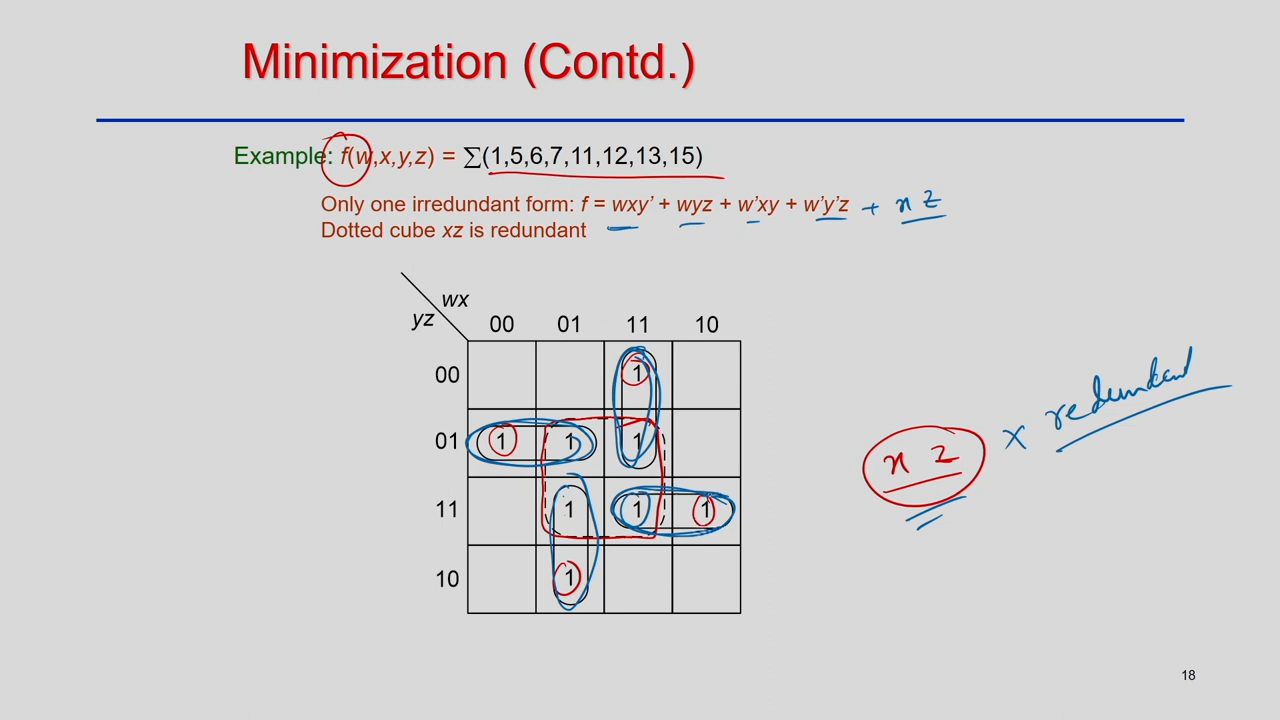 Minimization (Contd.)
Example: f(w,x,y,z) = ∑(1,5,6,7,11,12,13,15)
Only one irredundant form: f = wxy' + wyz + w'xy + w'y'z + x z
Dotted cube xz is redundant
wx
yz
00 01 11 10
00 1
01 1 1 1
11 1 1 1
10 1
x z x redundant
18